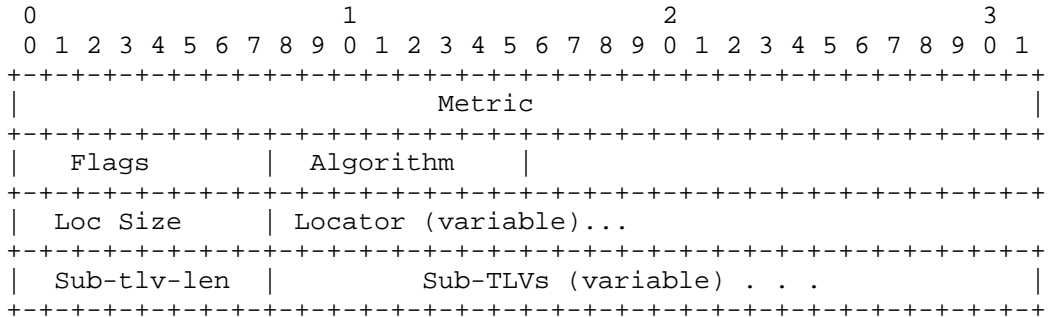 0                   1                   2                   3
 0 1 2 3 4 5 6 7 8 9 0 1 2 3 4 5 6 7 8 9 0 1 2 3 4 5 6 7 8 9 0 1
+-+-+-+-+-+-+-+-+-+-+-+-+-+-+-+-+-+-+-+-+-+-+-+-+-+-+-+-+-+-+-+-+
|                          Metric                               |
+-+-+-+-+-+-+-+-+-+-+-+-+-+-+-+-+-+-+-+-+-+-+-+-+-+-+-+-+-+-+-+-+
|   Flags       |  Algorithm    |
+-+-+-+-+-+-+-+-+-+-+-+-+-+-+-+-+-+-+-+-+-+-+-+-+-+-+-+-+-+-+-+-+
|  Loc Size     | Locator (variable)...
+-+-+-+-+-+-+-+-+-+-+-+-+-+-+-+-+-+-+-+-+-+-+-+-+-+-+-+-+-+-+-+-+
|  Sub-tlv-len  |         Sub-TLVs (variable) . . .             |
+-+-+-+-+-+-+-+-+-+-+-+-+-+-+-+-+-+-+-+-+-+-+-+-+-+-+-+-+-+-+-+-+